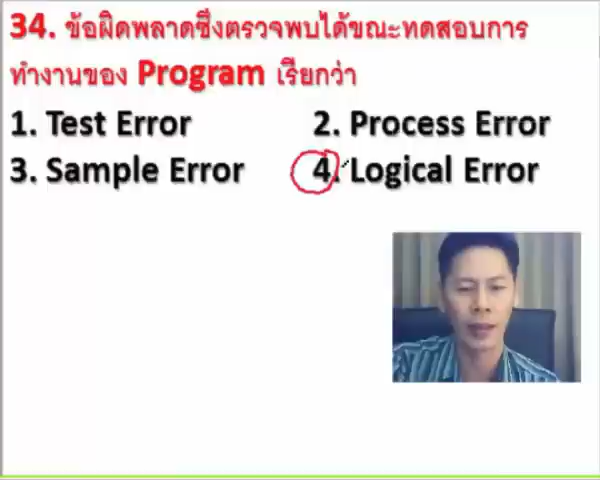 34. ข้อผิดพลาดซึ่งตรวจพบได้ขณะทดสอบการ
ทำงานของ Program เรียกว่า
1. Test Error 2. Process Error
3. Sample Error 4. Logical Error